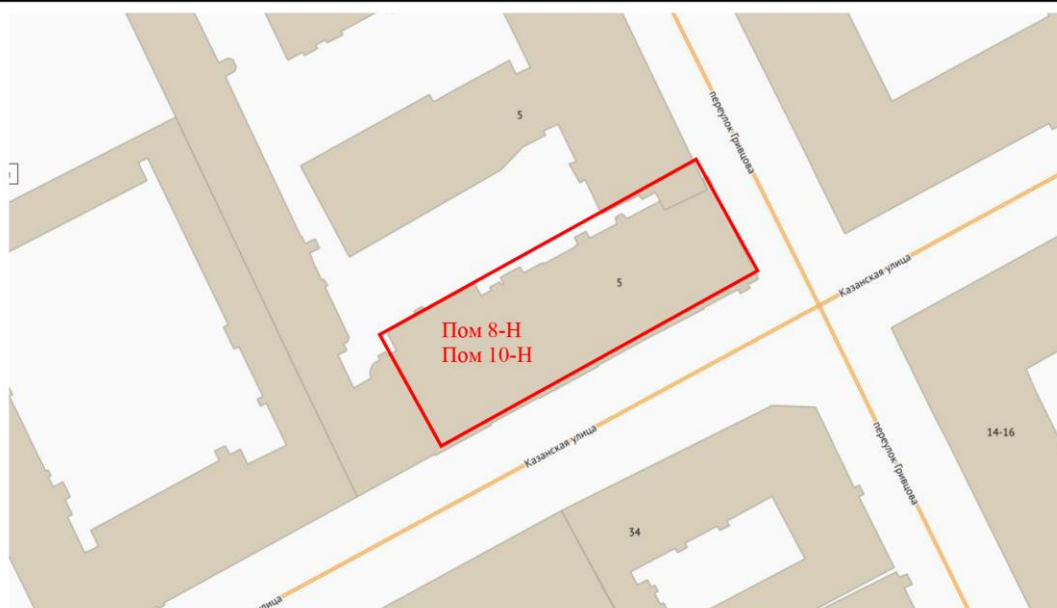 5
переулок Гривцова
Казанская улица
5
Пом 8-Н
Пом 10-Н
Казанская улица
переулок Гривцова
14-16
34
улица